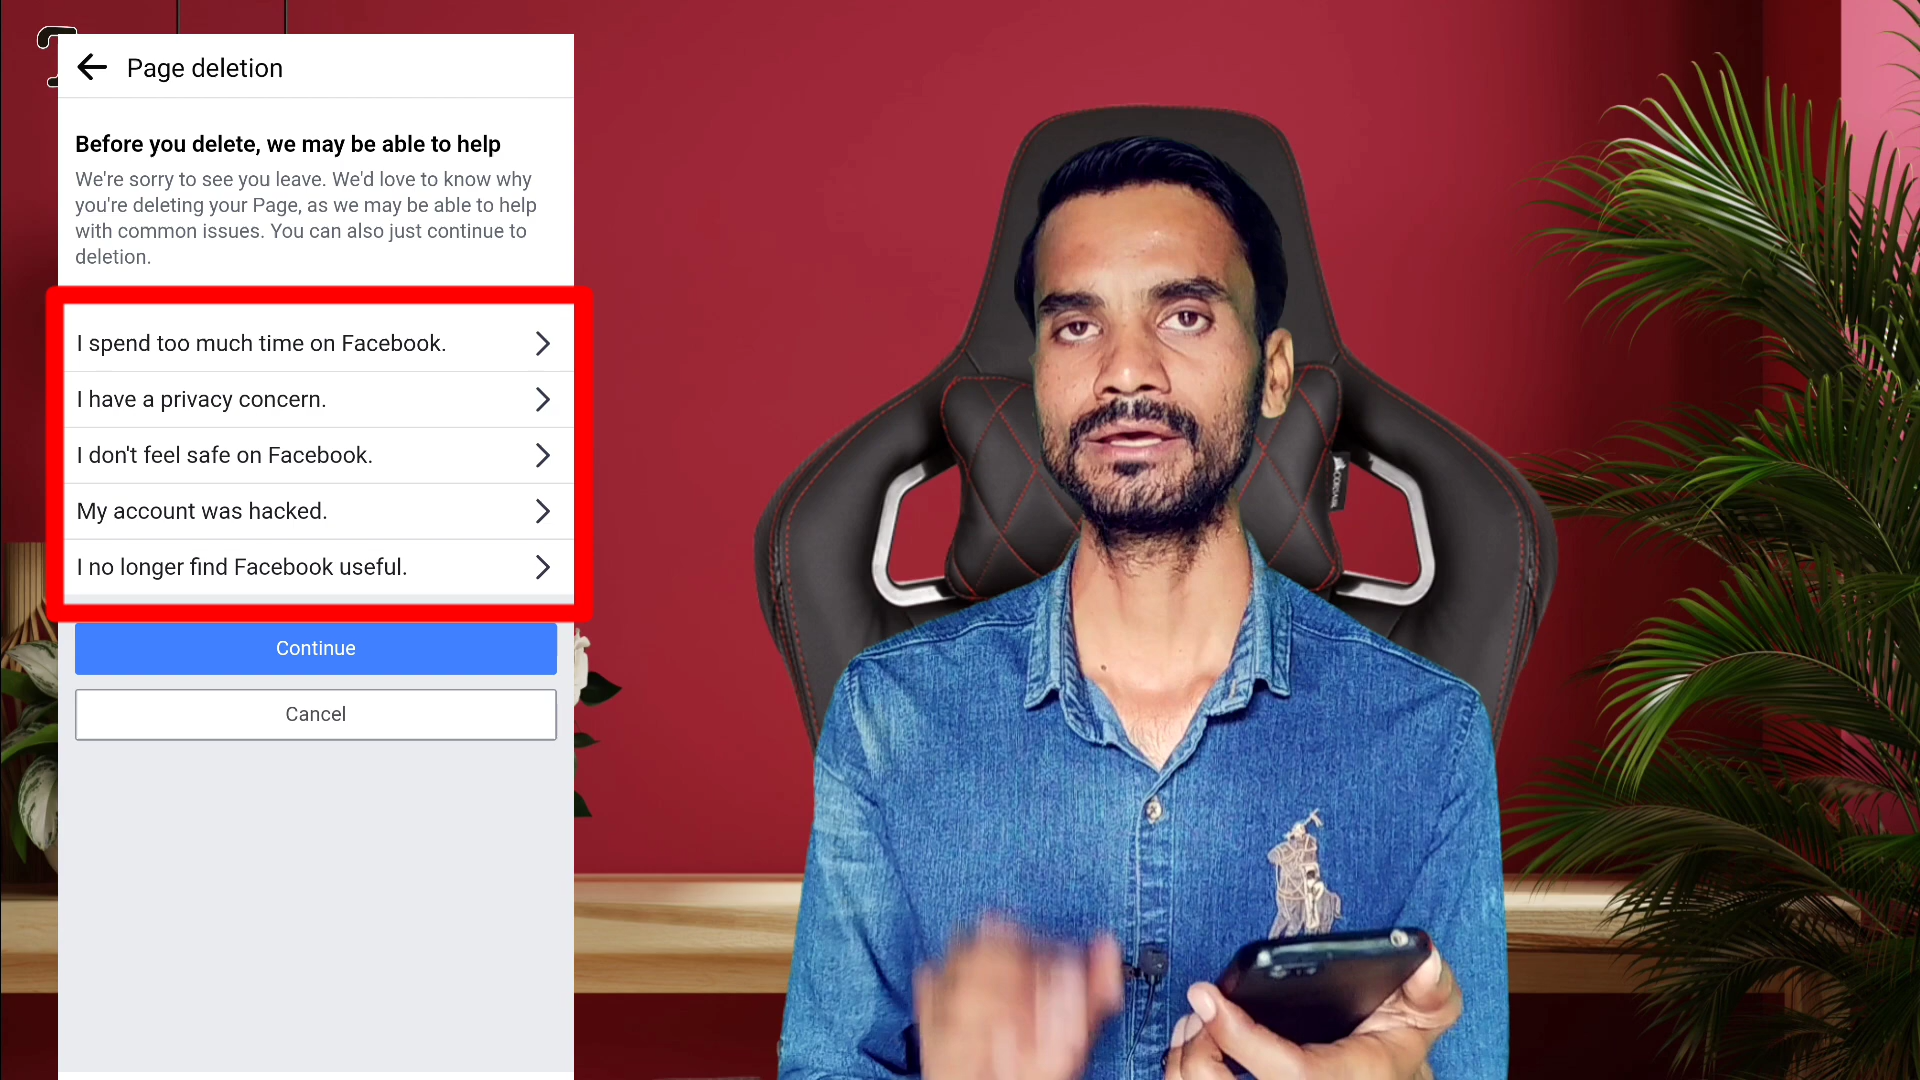 Page deletion
Before you delete, we may be able to help
We're sorry to see you leave. We'd love to know why
you're deleting your Page, as we may be able to help
with common issues. You can also just continue to
deletion.
I spend too much time on Facebook.
I have a privacy concern.
I don't feel safe on Facebook.
My account was hacked.
I no longer find Facebook useful.
Continue
Cancel
CORSAIR